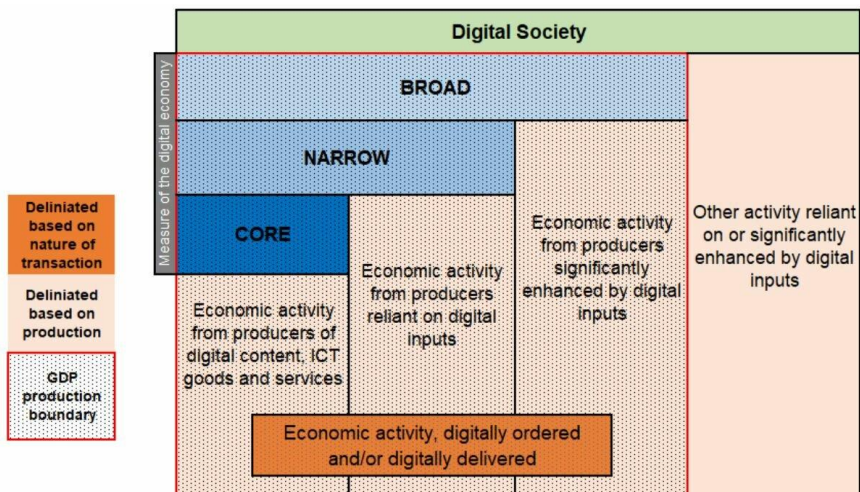 Digital Society
Measure of the digital economy
BROAD
NARROW
CORE
Economic activity
from producers of
digital content, ICT
goods and services
Economic activity
from producers
reliant on digital
inputs
Economic activity
from producers
significantly
enhanced by digital
inputs
Other activity reliant
on or significantly
enhanced by digital
inputs
Economic activity, digitally ordered
and/or digitally delivered
Deliniated
based on
nature of
transaction
Deliniated
based on
production
GDP
production
boundary